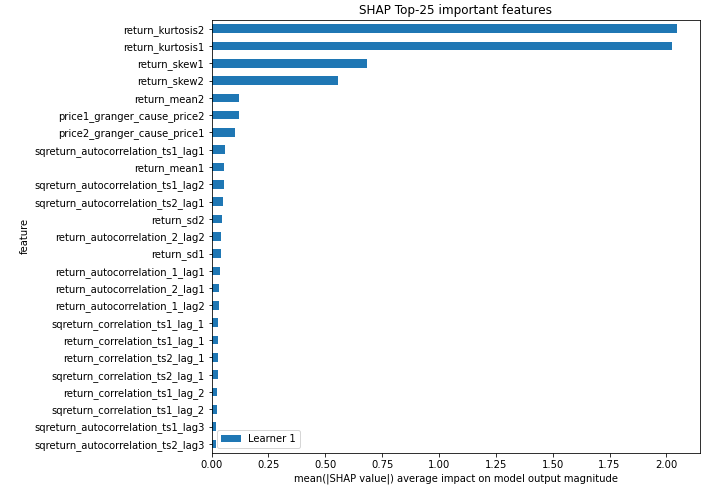 SHAP Top-25 important features
return_kurtosis2
return_kurtosis1
return_skew1
return_skew2
return_mean2
price1_granger_cause_price2
price2_granger_cause_price1
sqreturn_autocorrelation_ts1_lag1
return_mean1
sqreturn_autocorrelation_ts1_lag2
sqreturn_autocorrelation_ts2_lag1
return_sd2
return_autocorrelation_2_lag2
return_sd1
return_autocorrelation_1_lag1
return_autocorrelation_2_lag1
return_autocorrelation_1_lag2
sqreturn_correlation_ts1_lag_1
return_correlation_ts1_lag_1
return_correlation_ts2_lag_1
sqreturn_correlation_ts2_lag_1
return_correlation_ts1_lag_2
sqreturn_correlation_ts1_lag_2
sqreturn_autocorrelation_ts1_lag3
sqreturn_autocorrelation_ts2_lag3
feature
Learner 1
0.00 0.25 0.50 0.75 1.00 1.25 1.50 1.75 2.00
mean(|SHAP value|) average impact on model output magnitude